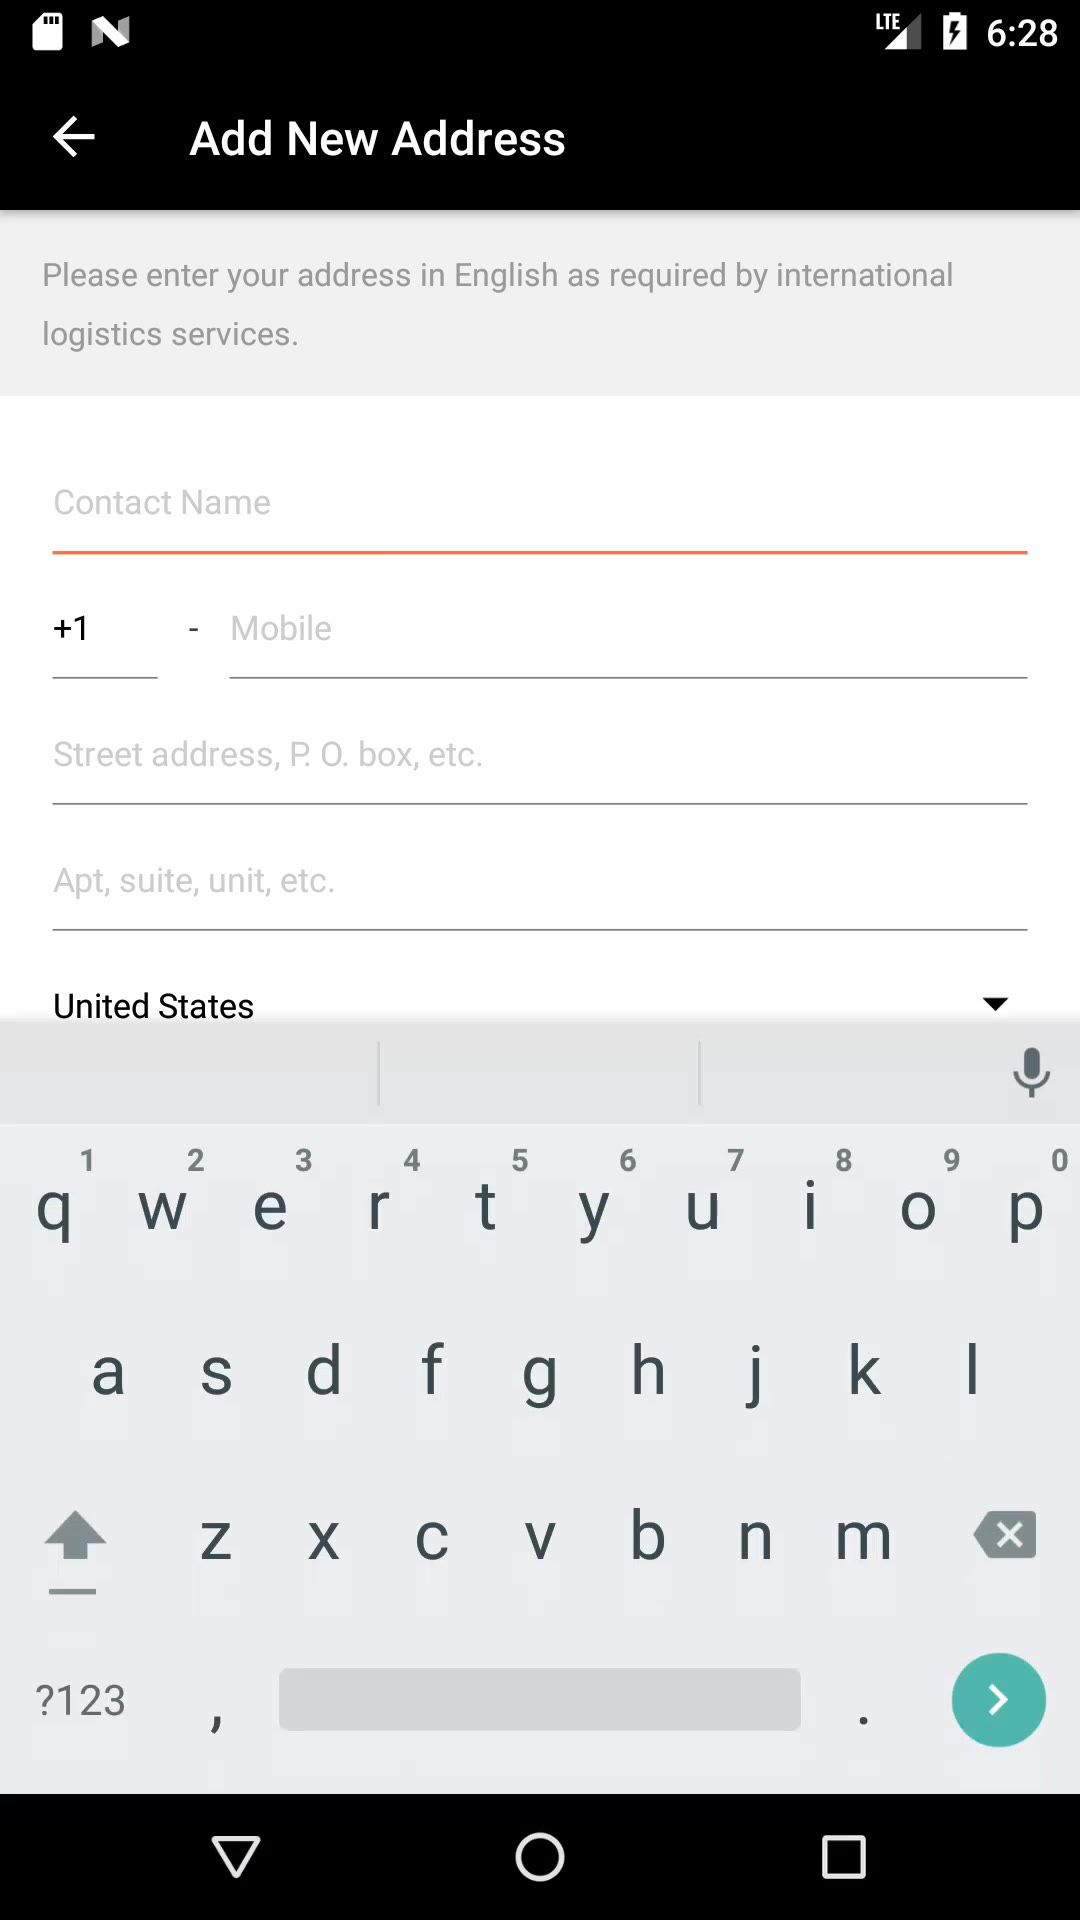 LTE 6:28
Add New Address
Please enter your address in English as required by international
logistics services.
Contact Name
+1 - Mobile
Street address, P. O. box, etc.
Apt, suite, unit, etc.
United States
1 2 3 4 5 6 7 8 9 0
q w e r t y u i o p
a s d f g h j k l
z x c v b n m
?123 , .